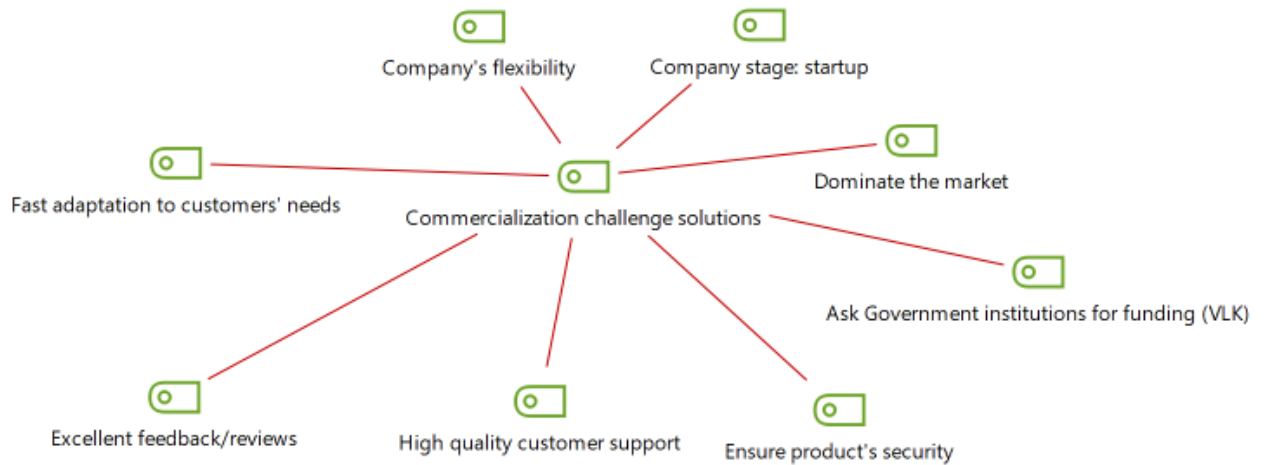 Company's flexibility
Company stage: startup
Dominate the market
Fast adaptation to customers' needs
Commercialization challenge solutions
Ask Government institutions for funding (VLK)
Excellent feedback/reviews
High quality customer support
Ensure product's security